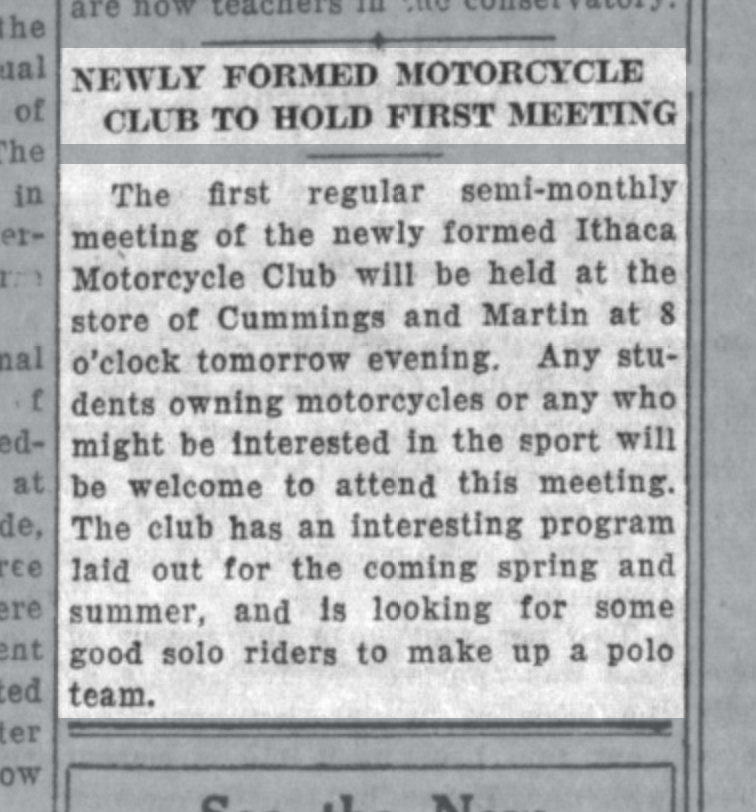 the
ual
of
The
in
er-
nal
f
ed-
at
de,
rce
ere
ent
ted
ter
ow
are now teachers in the conservatory.
NEWLY FORMED MOTORCYCLE
CLUB TO HOLD FIRST MEETING
The first regular semi-monthly
meeting of the newly formed Ithaca
Motorcycle Club will be held at the
store of Cummings and Martin at 8
o'clock tomorrow evening. Any stu-
dents owning motorcycles or any who
might be interested in the sport will
be welcome to attend this meeting.
The club has an interesting program
laid out for the coming spring and
summer, and is looking for some
good solo riders to make up a polo
team.